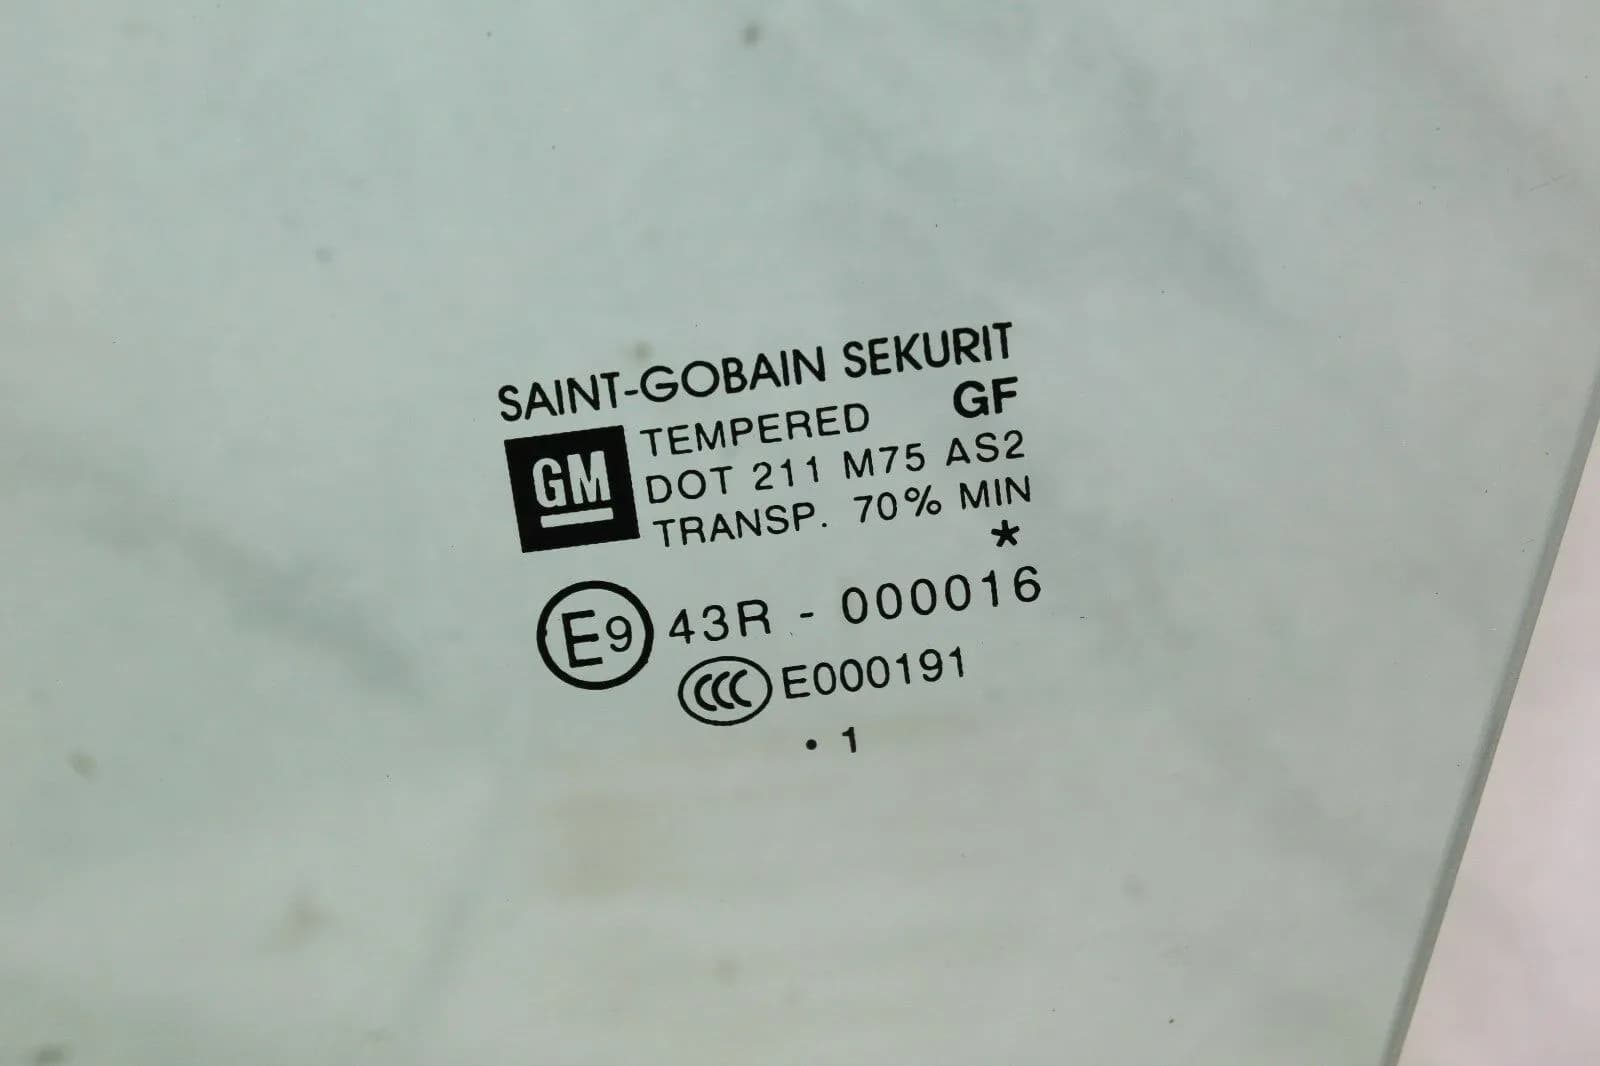 SAINT-GOBAIN SEKURIT
GM
TEMPERED GF
DOT 211 M75 AS2
TRANSP. 70% MIN
*
E9 43R - 000016
CCC E000191
• 1